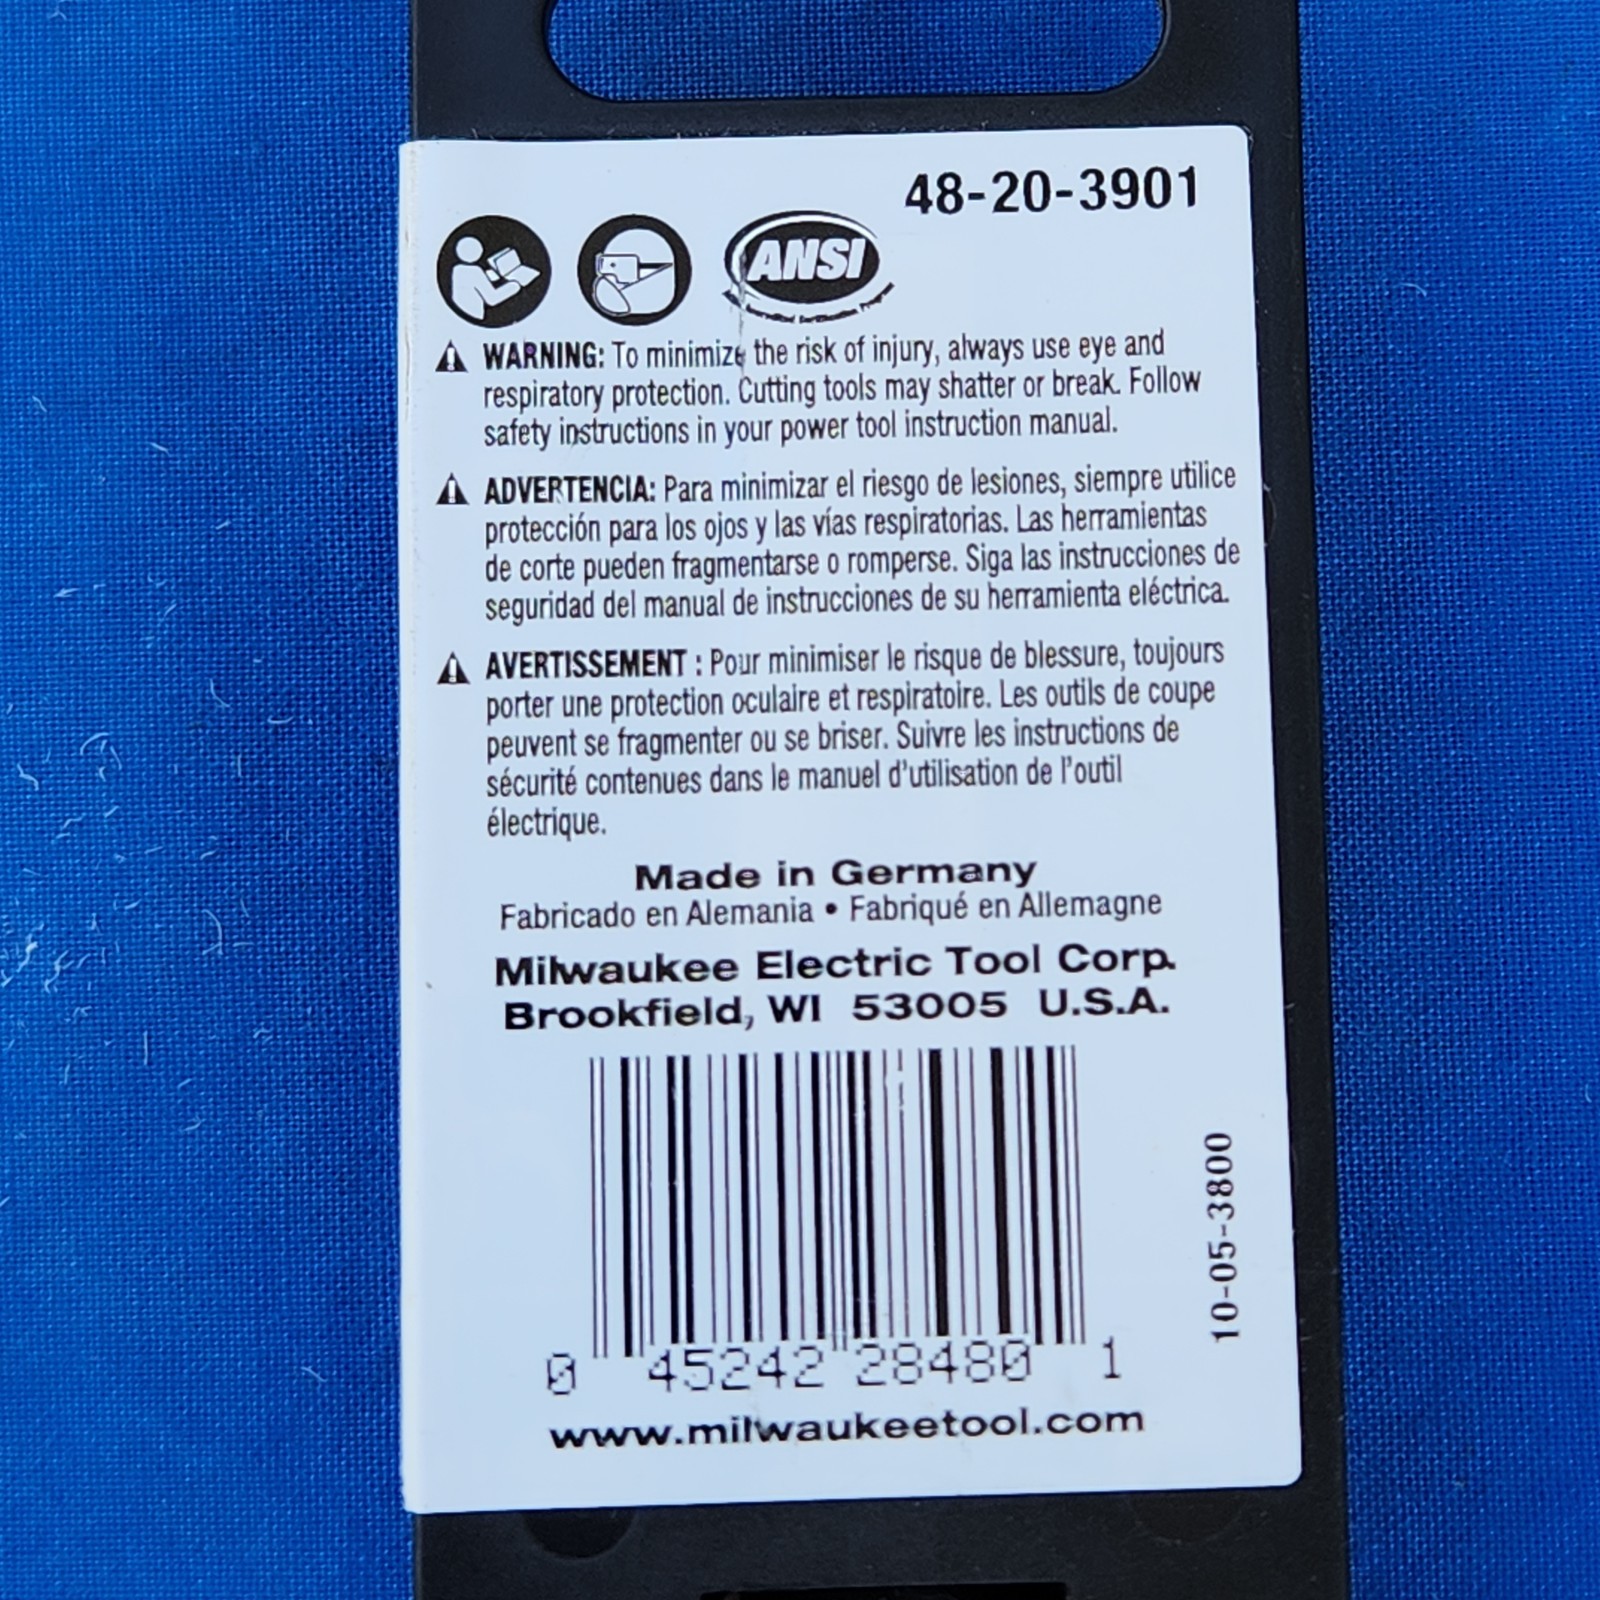 48-20-3901
ANSI
Accredited Certification Program
WARNING: To minimize the risk of injury, always use eye and
respiratory protection. Cutting tools may shatter or break. Follow
safety instructions in your power tool instruction manual.
ADVERTENCIA: Para minimizar el riesgo de lesiones, siempre utilice
protección para los ojos y las vías respiratorias. Las herramientas
de corte pueden fragmentarse o romperse. Siga las instrucciones de
seguridad del manual de instrucciones de su herramienta eléctrica.
AVERTISSEMENT : Pour minimiser le risque de blessure, toujours
porter une protection oculaire et respiratoire. Les outils de coupe
peuvent se fragmenter ou se briser. Suivre les instructions de
sécurité contenues dans le manuel d'utilisation de l'outil
électrique.
Made in Germany
Fabricado en Alemania • Fabriqué en Allemagne
Milwaukee Electric Tool Corp.
Brookfield, WI 53005 U.S.A.
0 45242 28480 1
www.milwaukeetool.com
10-05-3800